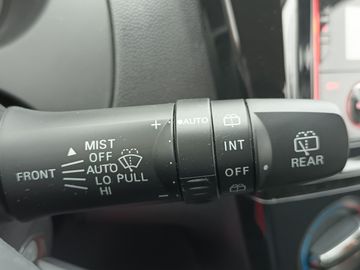 MIST
OFF
FRONT AUTO PULL
LO
HI
+ AUTO
−
INT
OFF
REAR